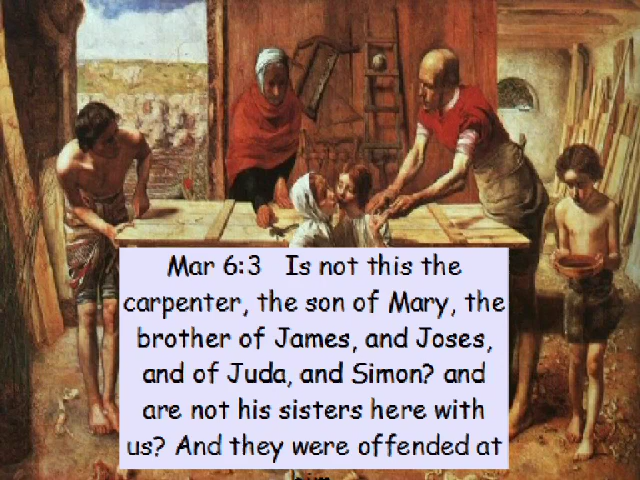 Mar 6:3 Is not this the
carpenter, the son of Mary, the
brother of James, and Joses,
and of Juda, and Simon? and
are not his sisters here with
us? And they were offended at